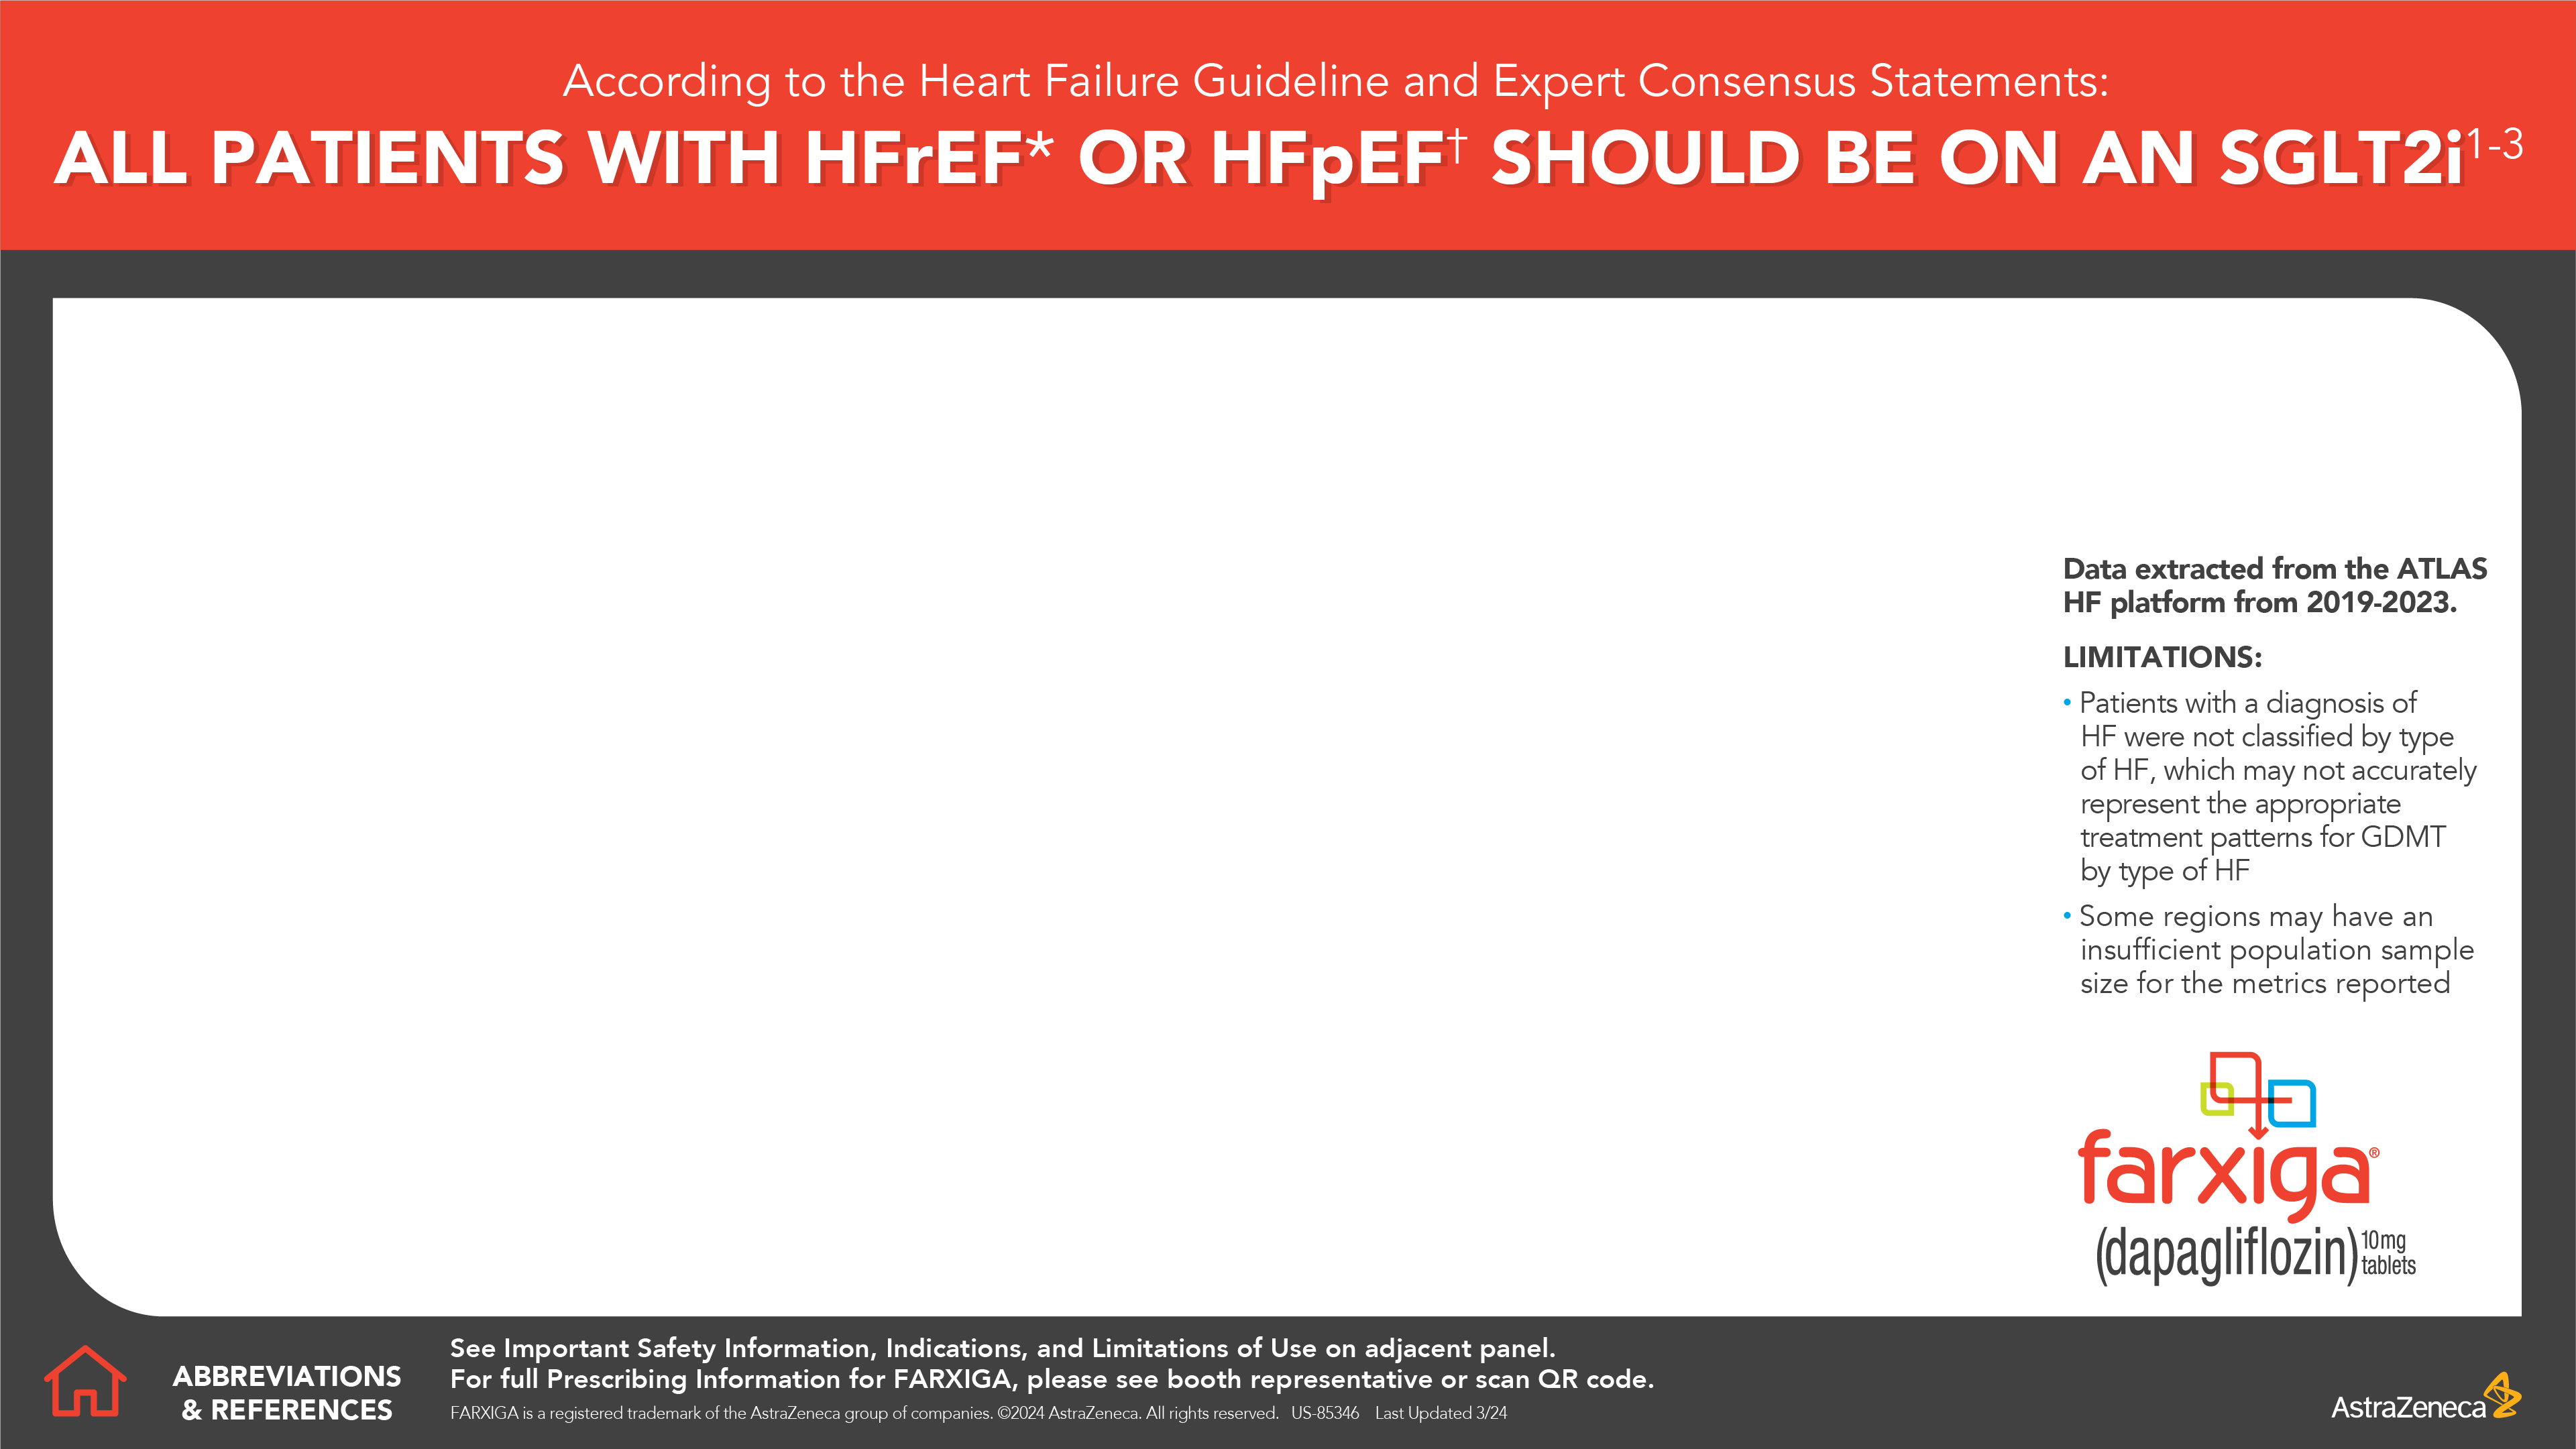 According to the Heart Failure Guideline and Expert Consensus Statements:
ALL PATIENTS WITH HFrEF* OR HFpEF† SHOULD BE ON AN SGLT2i1-3
Data extracted from the ATLAS
HF platform from 2019-2023.
LIMITATIONS:
• Patients with a diagnosis of
HF were not classified by type
of HF, which may not accurately
represent the appropriate
treatment patterns for GDMT
by type of HF
• Some regions may have an
insufficient population sample
size for the metrics reported
farxiga®
(dapagliflozin) 10mg
tablets
ABBREVIATIONS
& REFERENCES
See Important Safety Information, Indications, and Limitations of Use on adjacent panel.
For full Prescribing Information for FARXIGA, please see booth representative or scan QR code.
FARXIGA is a registered trademark of the AstraZeneca group of companies. ©2024 AstraZeneca. All rights reserved. US-85346 Last Updated 3/24
AstraZeneca